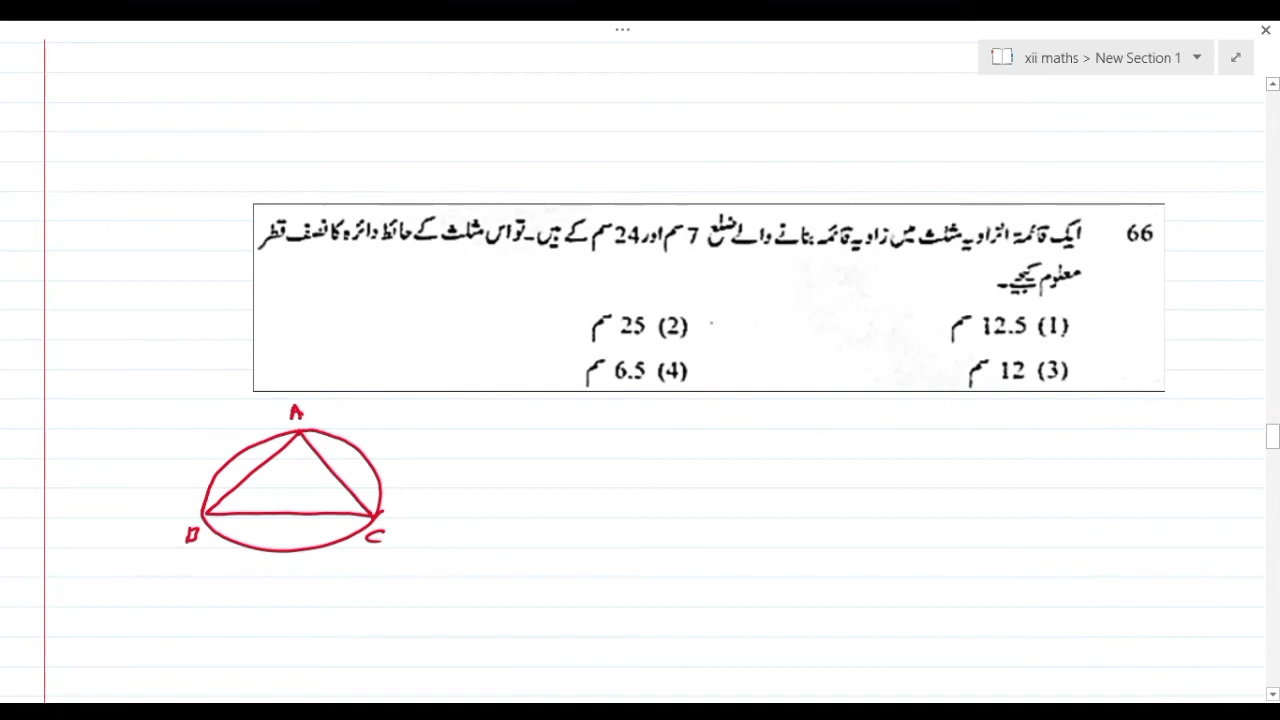 xii maths > New Section 1
66 ایک قائمۃ الزاویہ مثلث میں زاویہ قائمہ بنانے والے ضلع 7 سم اور 24 سم کے ہیں۔ تو اس مثلث کے حائط دائرہ کا نصف قطر
معلوم کیجیے۔
(1) 12.5 سم (2) 25 سم
(3) 12 سم (4) 6.5 سم
A
B
C